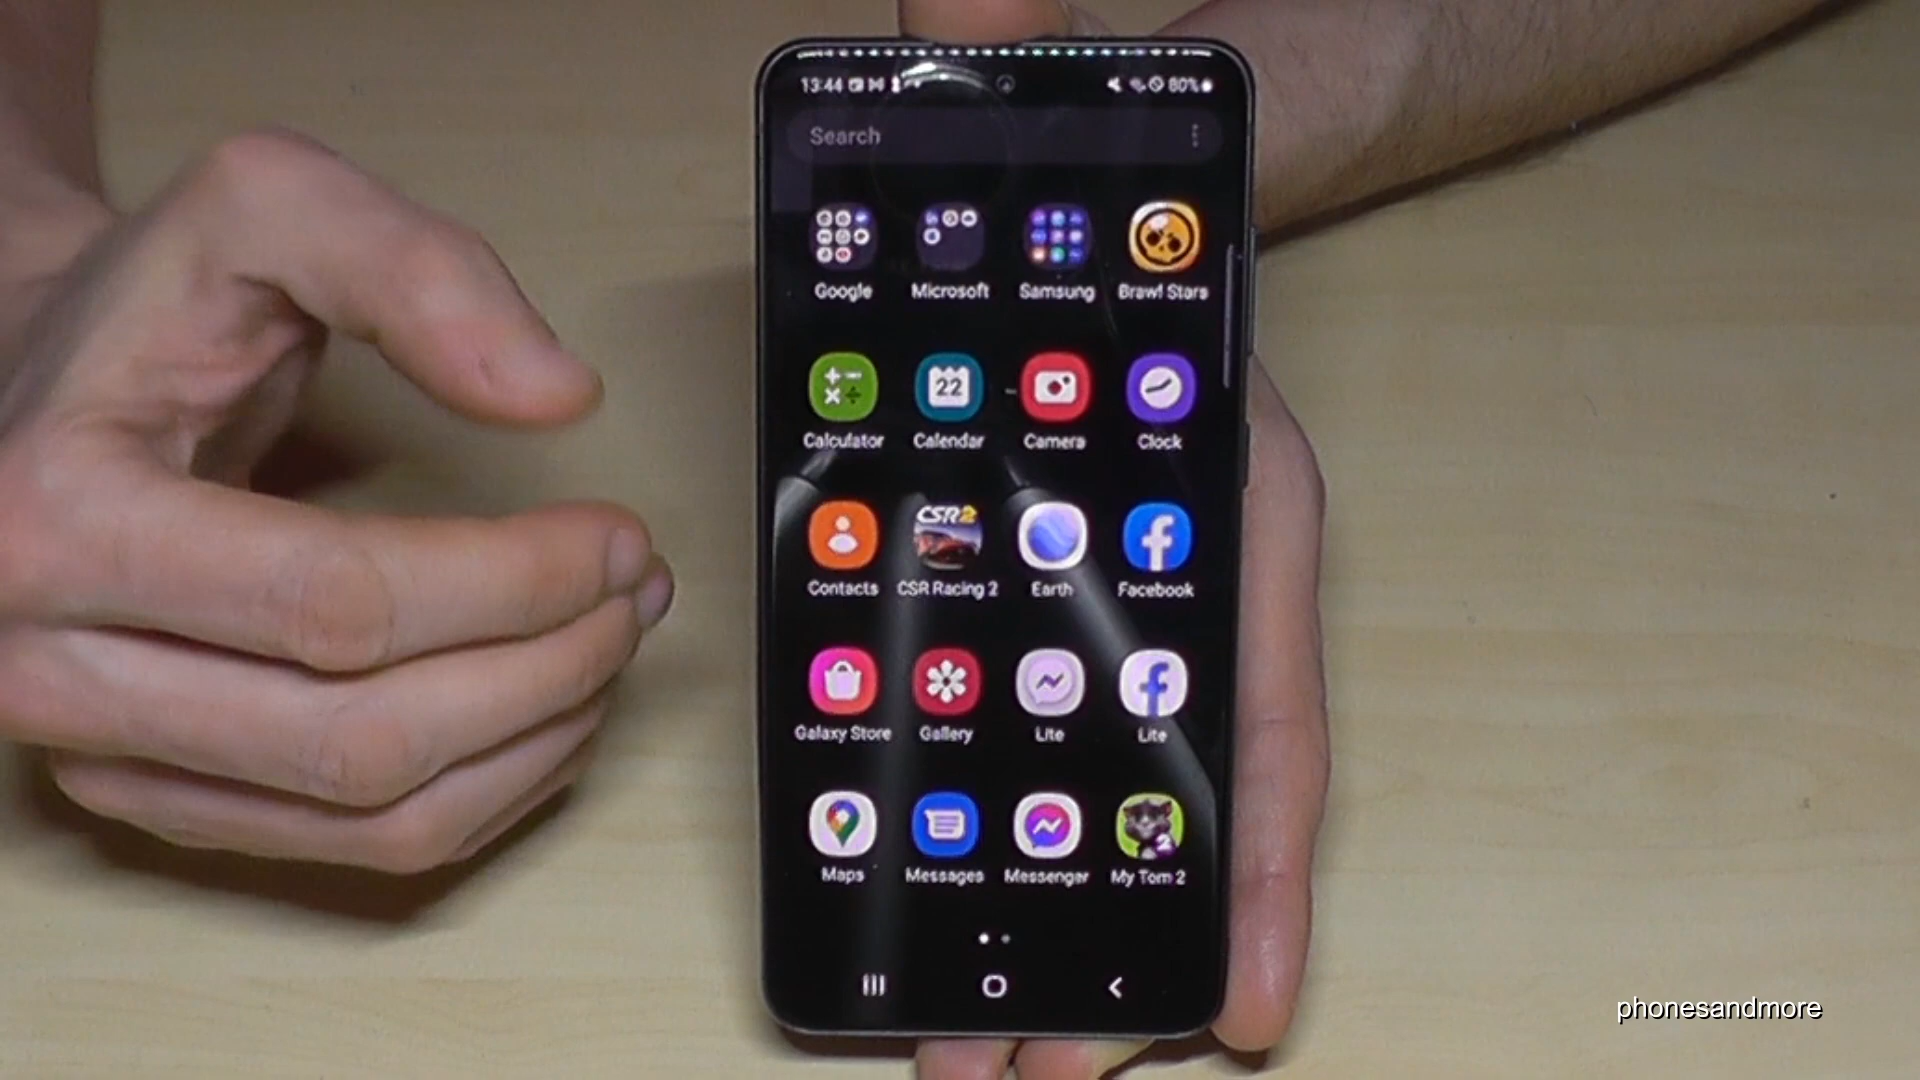 13:44 80%
Search
Google Microsoft Samsung Brawl Stars
22
Calculator Calendar Camera Clock
CSR2
Contacts CSR Racing 2 Earth Facebook
Galaxy Store Gallery Lite Lite
2
Maps Messages Messenger My Tom 2
phonesandmore